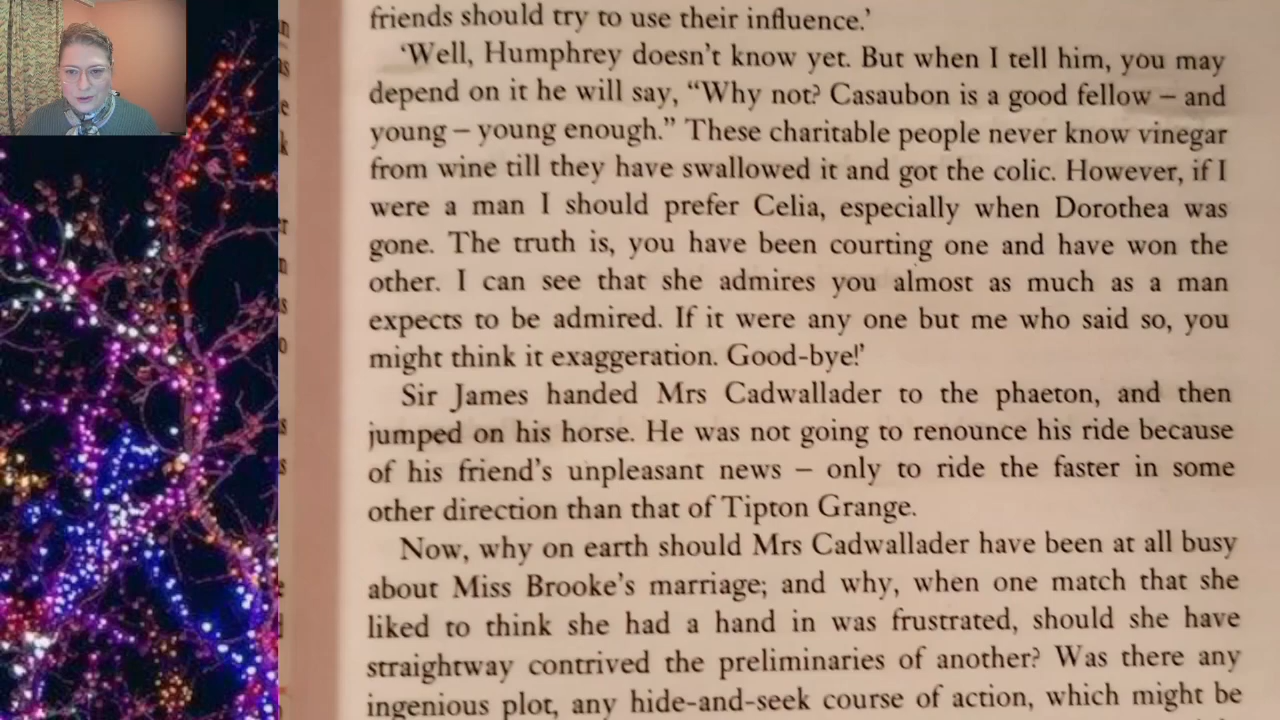 friends should try to use their influence.’
‘Well, Humphrey doesn’t know yet. But when I tell him, you may
depend on it he will say, “Why not? Casaubon is a good fellow – and
young – young enough.” These charitable people never know vinegar
from wine till they have swallowed it and got the colic. However, if I
were a man I should prefer Celia, especially when Dorothea was
gone. The truth is, you have been courting one and have won the
other. I can see that she admires you almost as much as a man
expects to be admired. If it were any one but me who said so, you
might think it exaggeration. Good-bye!’
Sir James handed Mrs Cadwallader to the phaeton, and then
jumped on his horse. He was not going to renounce his ride because
of his friend’s unpleasant news – only to ride the faster in some
other direction than that of Tipton Grange.
Now, why on earth should Mrs Cadwallader have been at all busy
about Miss Brooke’s marriage; and why, when one match that she
liked to think she had a hand in was frustrated, should she have
straightway contrived the preliminaries of another? Was there any
ingenious plot, any hide-and-seek course of action, which might be